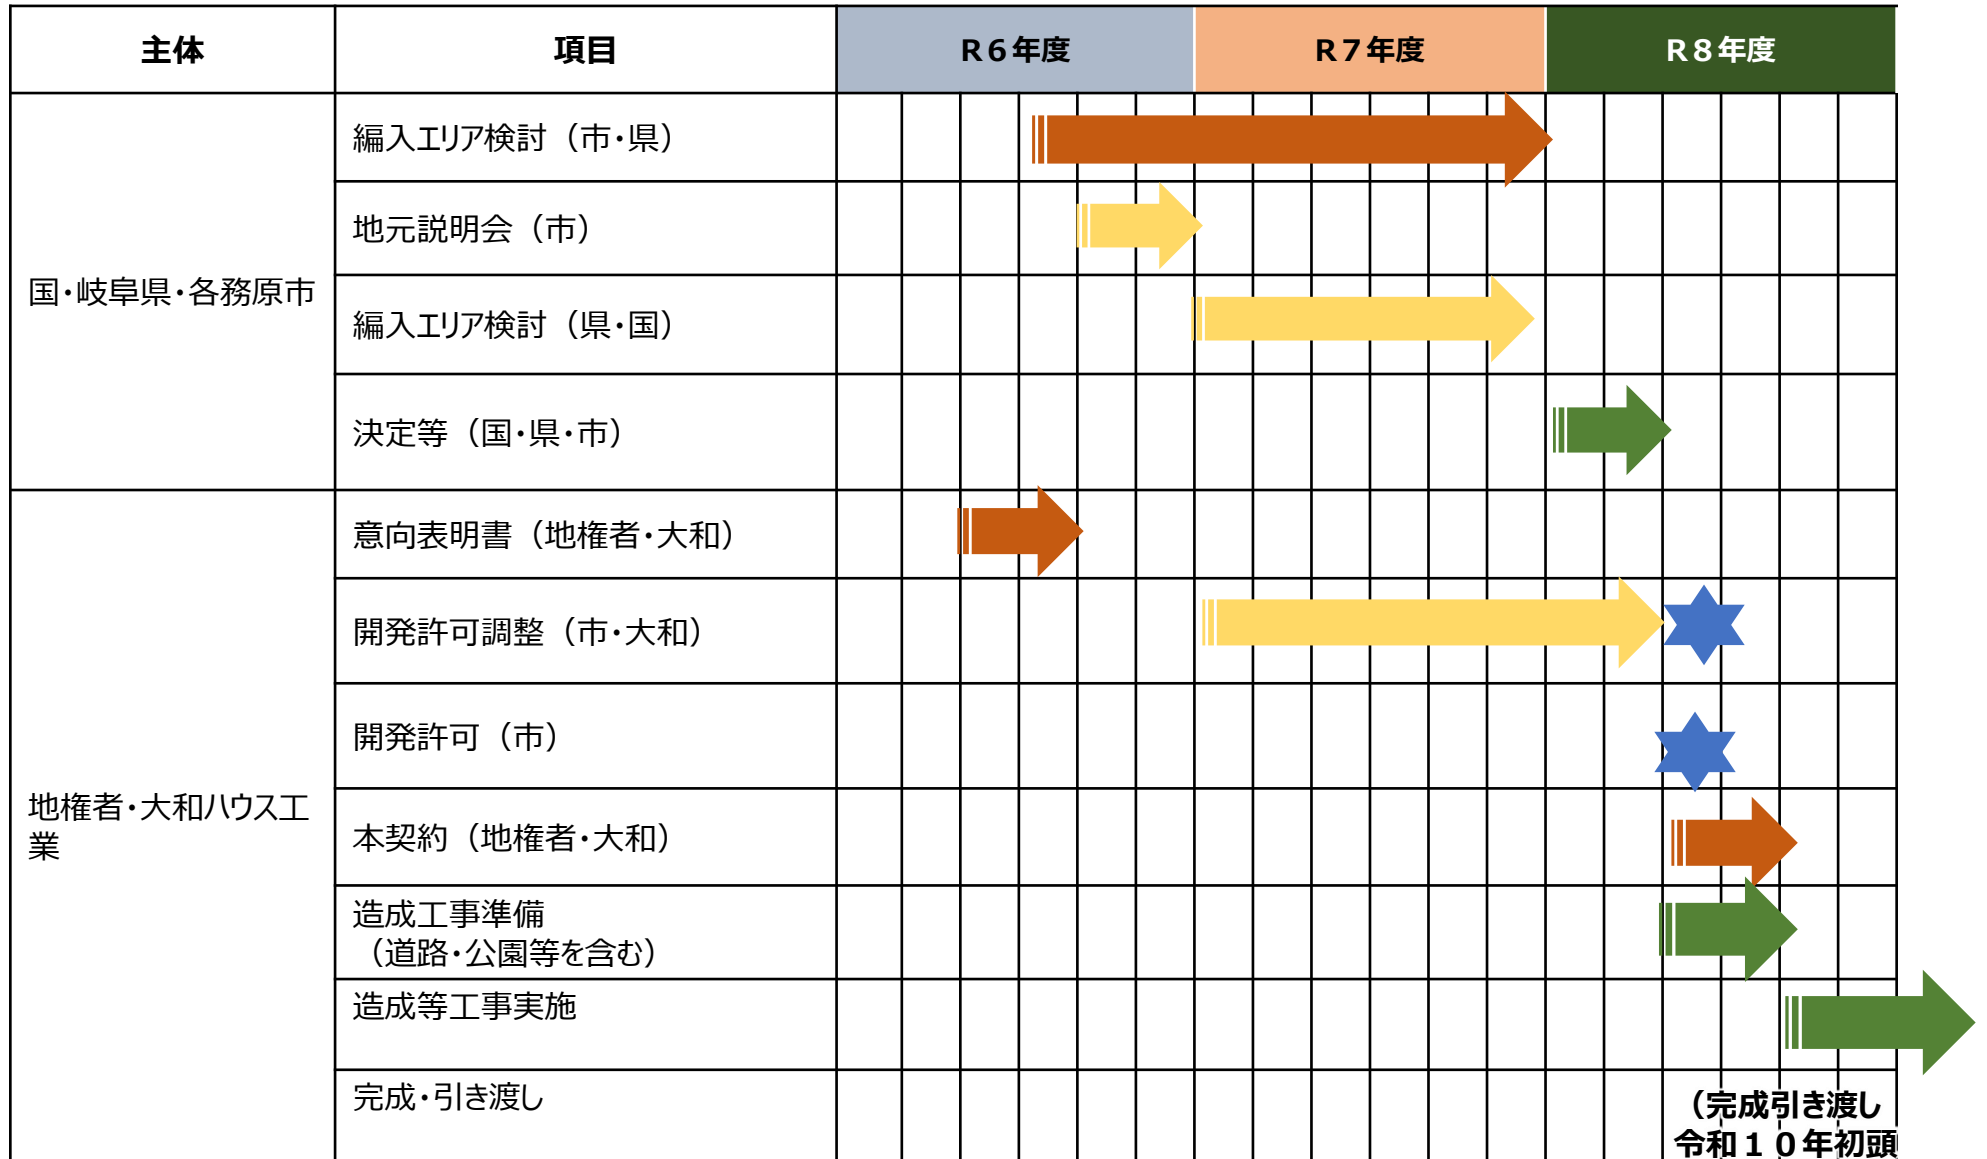 主体
項目
R６年度
R７年度
R８年度
国・岐阜県・各務原市
編入エリア検討（市・県）
地元説明会（市）
編入エリア検討（県・国）
決定等（国・県・市）
地権者・大和ハウス工
業
意向表明書（地権者・大和）
開発許可調整（市・大和）
開発許可（市）
本契約（地権者・大和）
造成工事準備
（道路・公園等を含む）
造成等工事実施
完成・引き渡し
（完成引き渡し
令和１０年初頭